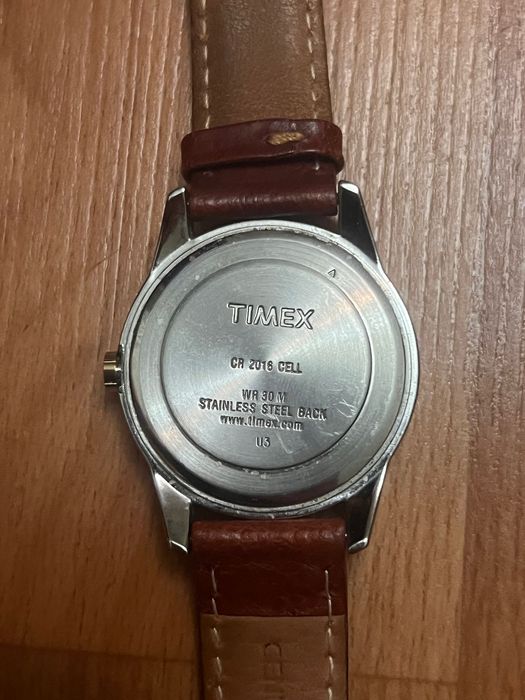 TIMEX
CR 2016 CELL
WR 30 M
STAINLESS STEEL BACK
www.timex.com
U3